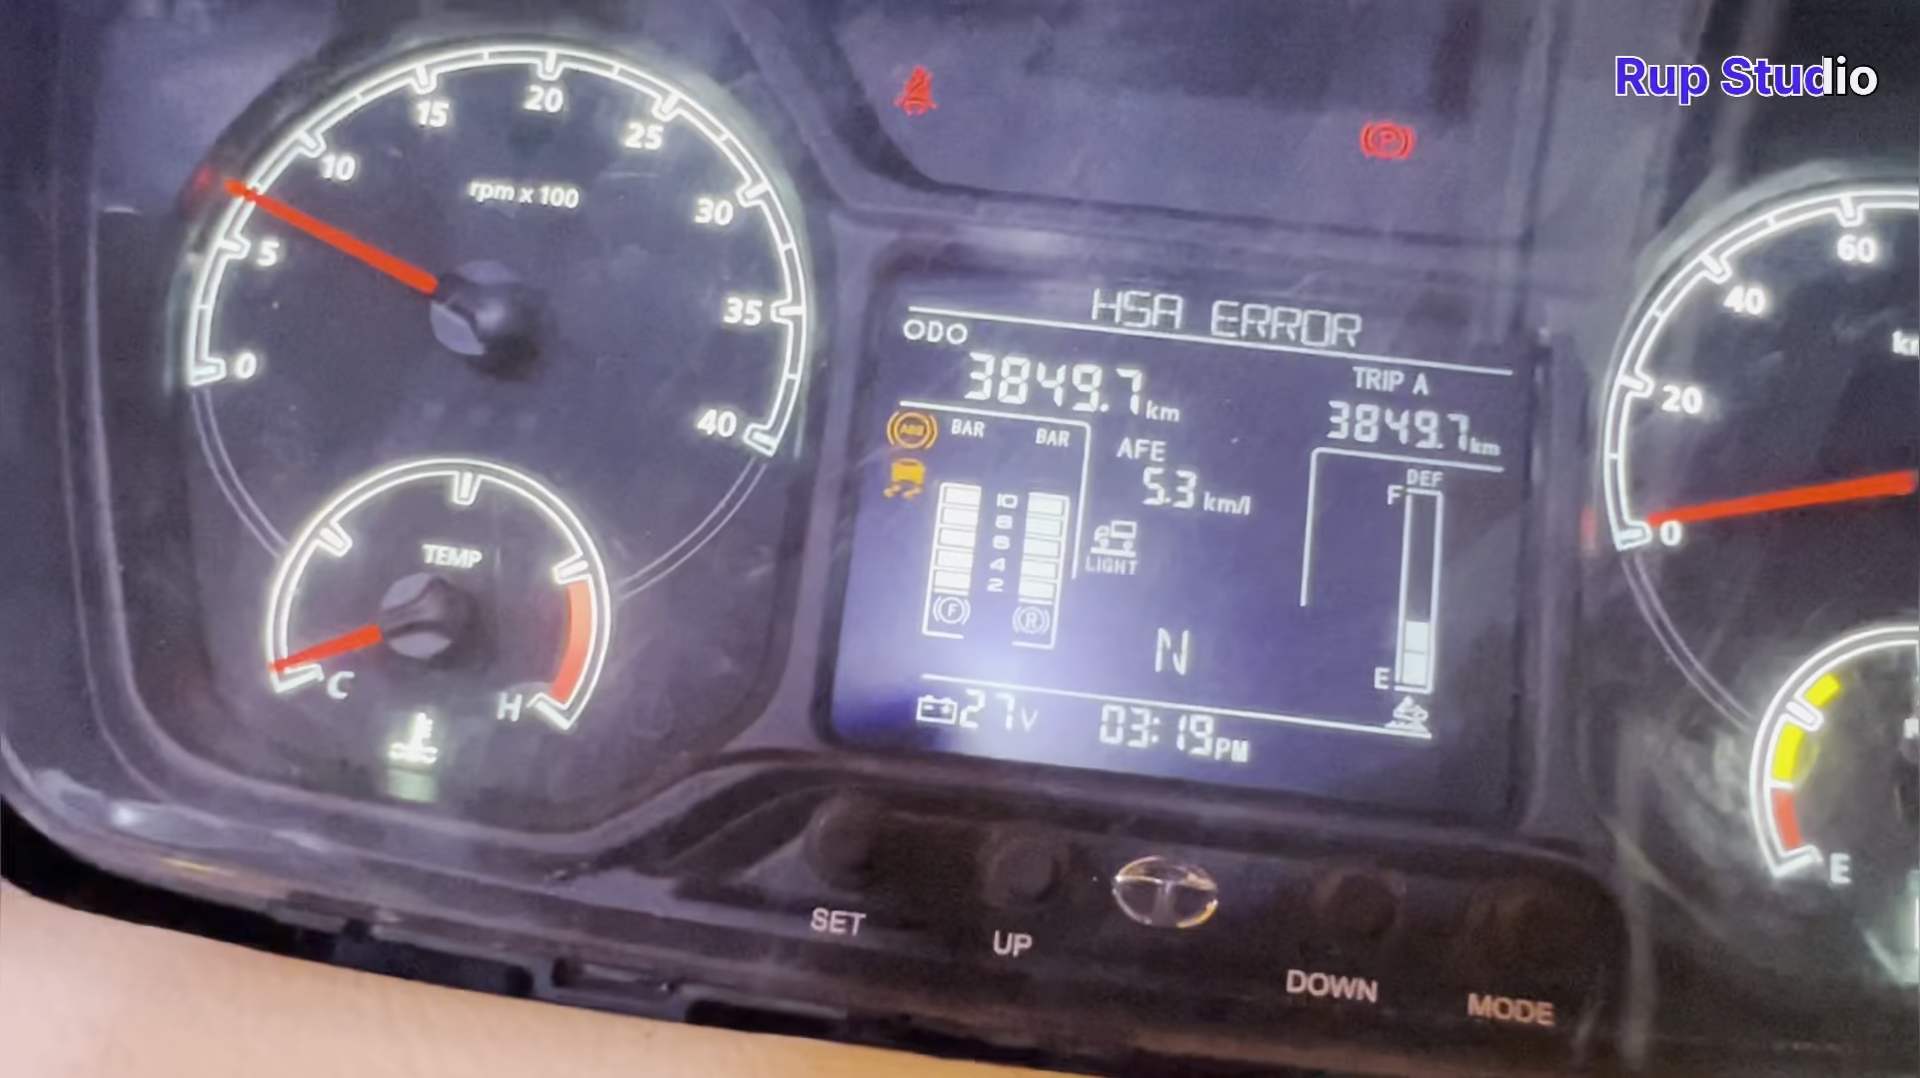 Rup Studio
15
20
25
10
rpm x 100
30
5
35
0
40
TEMP
C
H
HSA ERROR
ODO
3849.7 km
TRIP A
3849.7 km
ABS
BAR
BAR
AFE
5.3 km/l
DEF
F
10
8
6
4
2
LIGHT
F
R
N
E
27V
03:19 PM
P
60
40
20
0
E
SET
UP
DOWN
MODE